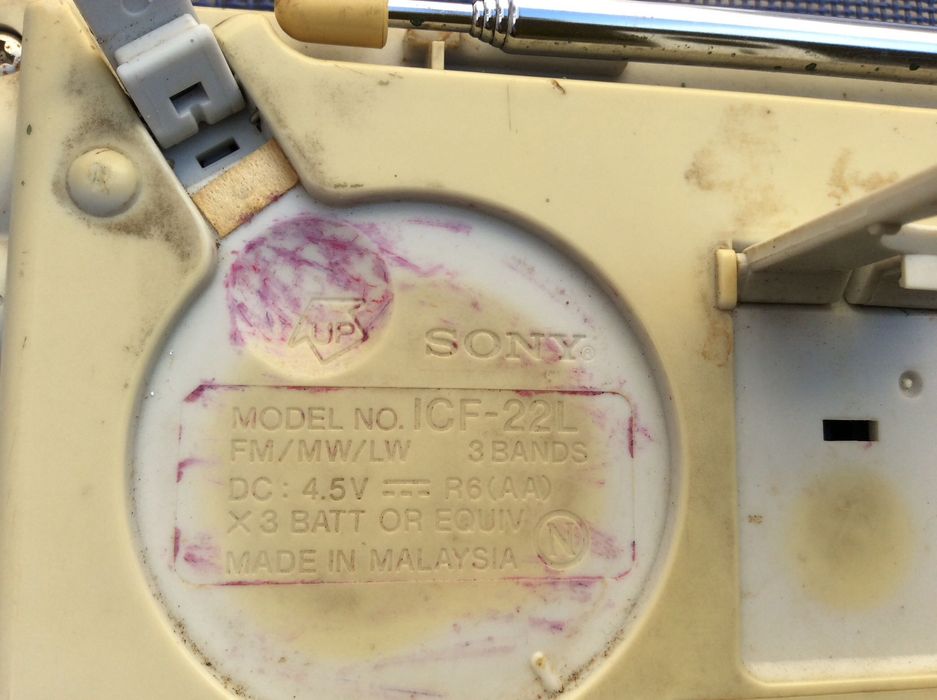 UP
SONY®
MODEL NO. ICF-22L
FM/MW/LW 3 BANDS
DC: 4.5V ⎓ R6(AA)
X 3 BATT OR EQUIV
N
MADE IN MALAYSIA